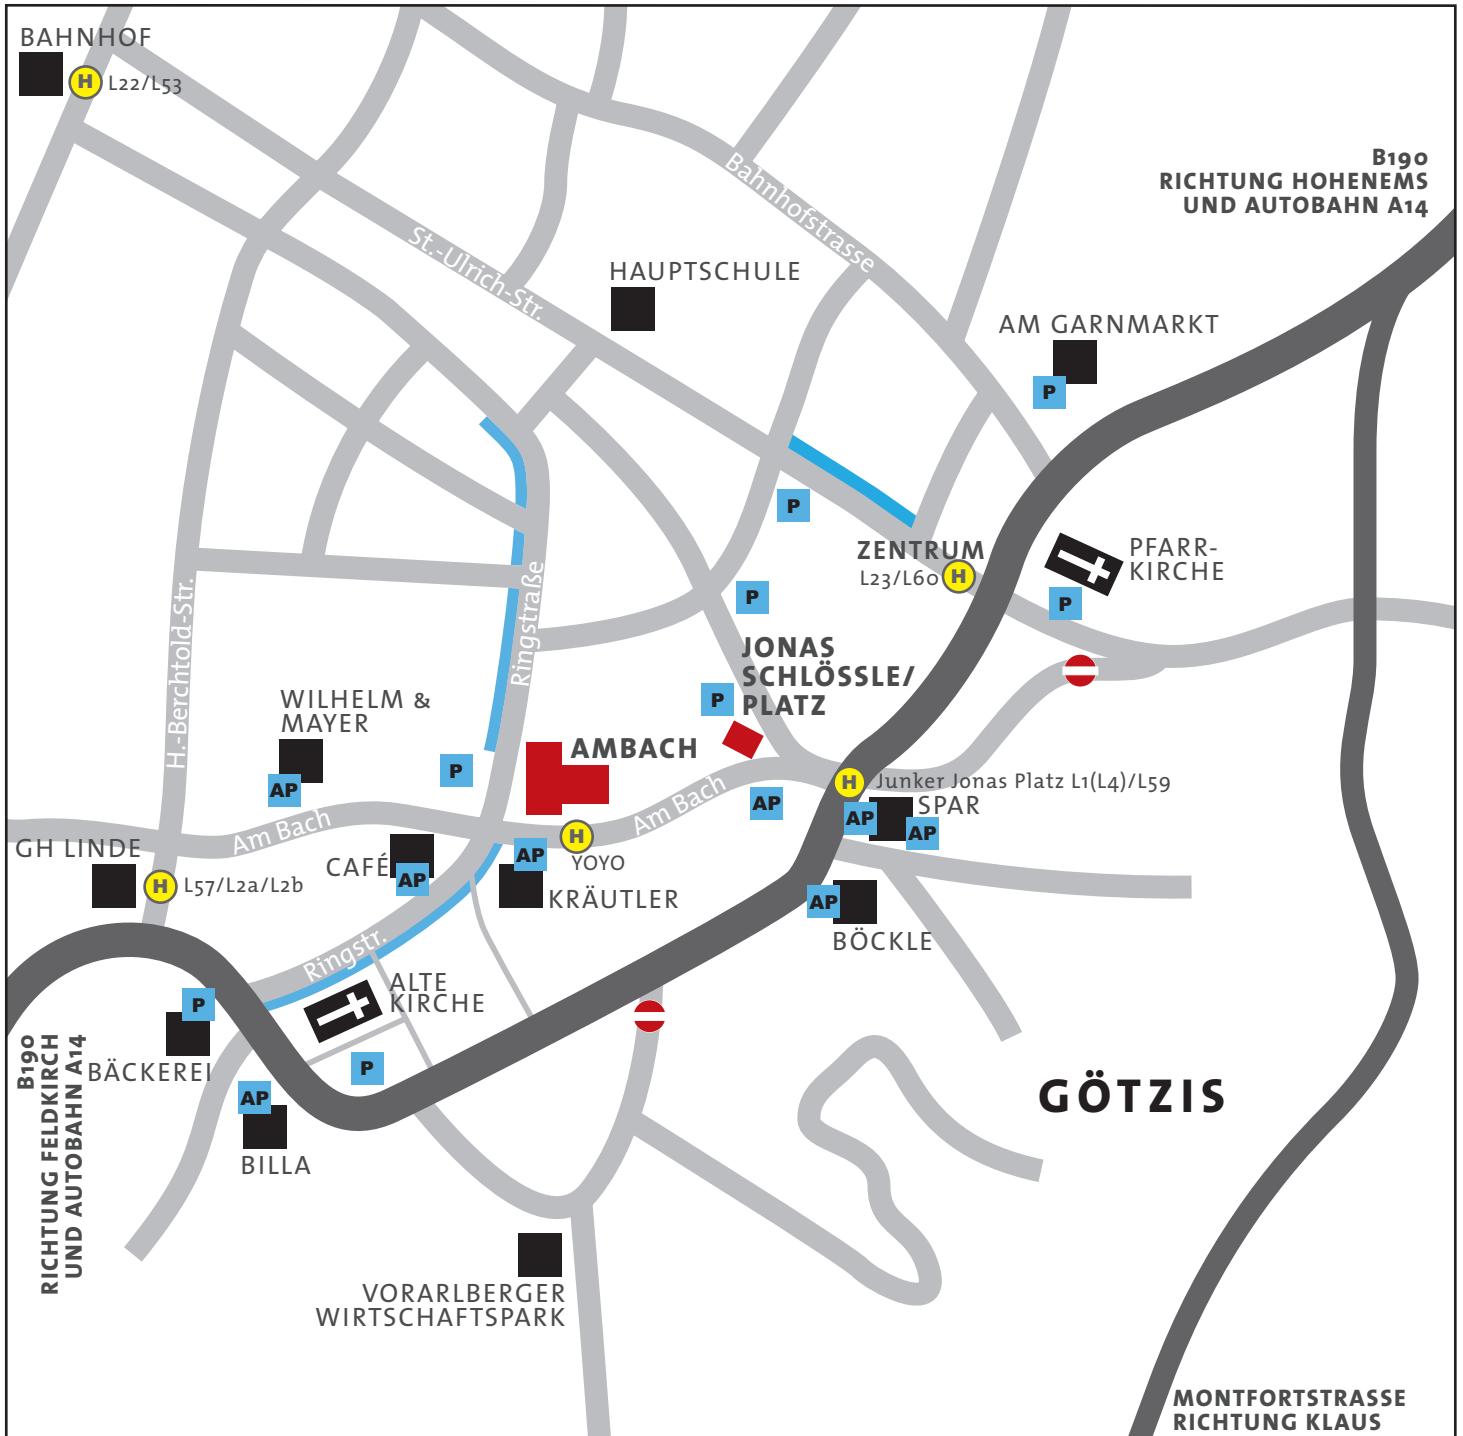 BAHNHOF
H
L22/L53
B190
RICHTUNG HOHENEMS
UND AUTOBAHN A14
Bahnhofstrasse
St.-Ulrich-Str.
HAUPTSCHULE
AM GARNMARKT
P
P
ZENTRUM
L23/L60
H
PFARR-
KIRCHE
P
P
H.-Berchtold-Str.
Ringstraße
JONAS
SCHLÖSSLE/
PLATZ
P
WILHELM &
MAYER
AP
P
AMBACH
Am Bach
AP
H
Junker Jonas Platz L1(L4)/L59
SPAR
AP
AP
Am Bach
GH LINDE
H
L57/L2a/L2b
CAFÉ
AP
AP
H
YOYO
KRÄUTLER
AP
BÖCKLE
Ringstr.
ALTE
KIRCHE
P
BÄCKEREI
P
AP
BILLA
B190
RICHTUNG FELDKIRCH
UND AUTOBAHN A14
GÖTZIS
VORARLBERGER
WIRTSCHAFTSPARK
MONTFORTSTRASSE
RICHTUNG KLAUS